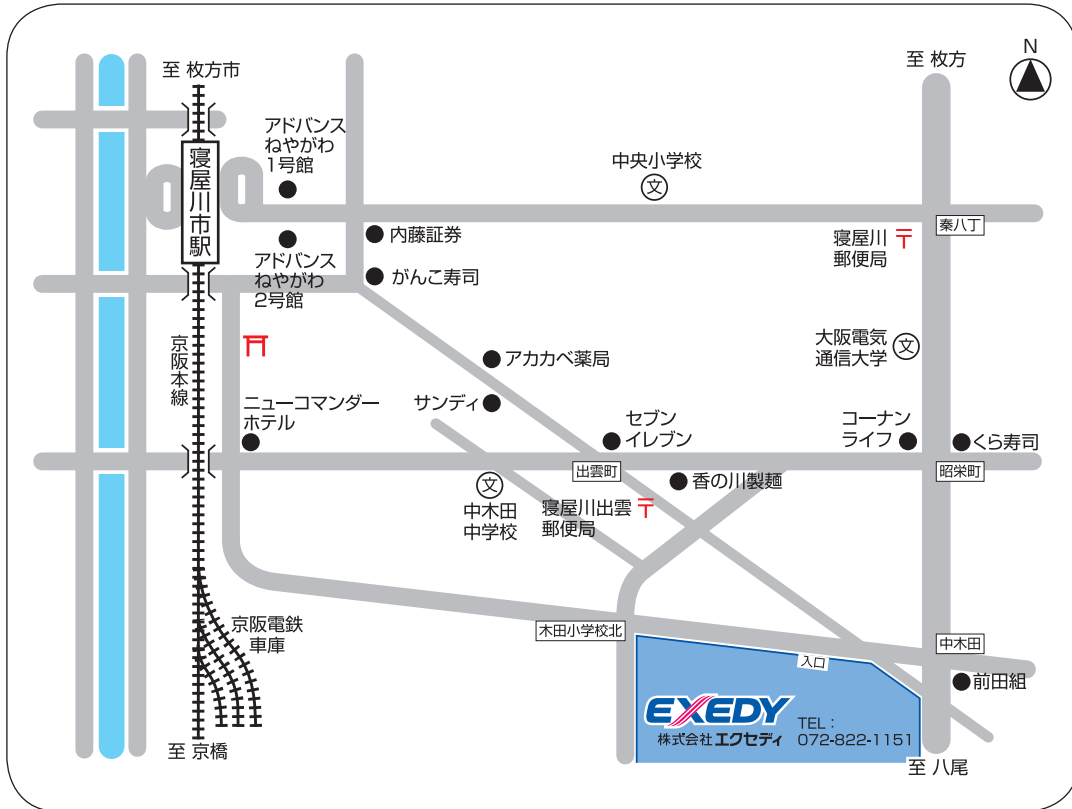 至 枚方市
至 枚方
N
アドバンス
ねやがわ
1号館
中央小学校
文
寝屋川市駅
秦八丁
内藤証券
寝屋川
郵便局
アドバンス
ねやがわ
2号館
がんこ寿司
京阪本線
大阪電気
通信大学
文
アカカベ薬局
ニューコマンダー
ホテル
サンディ
セブン
イレブン
コーナン
ライフ
くら寿司
出雲町
昭栄町
香の川製麺
文
中木田
中学校
寝屋川出雲
郵便局
京阪電鉄
車庫
木田小学校北
中木田
入口
前田組
EXEDY
株式会社 エクセディ
TEL :
072-822-1151
至 京橋
至 八尾